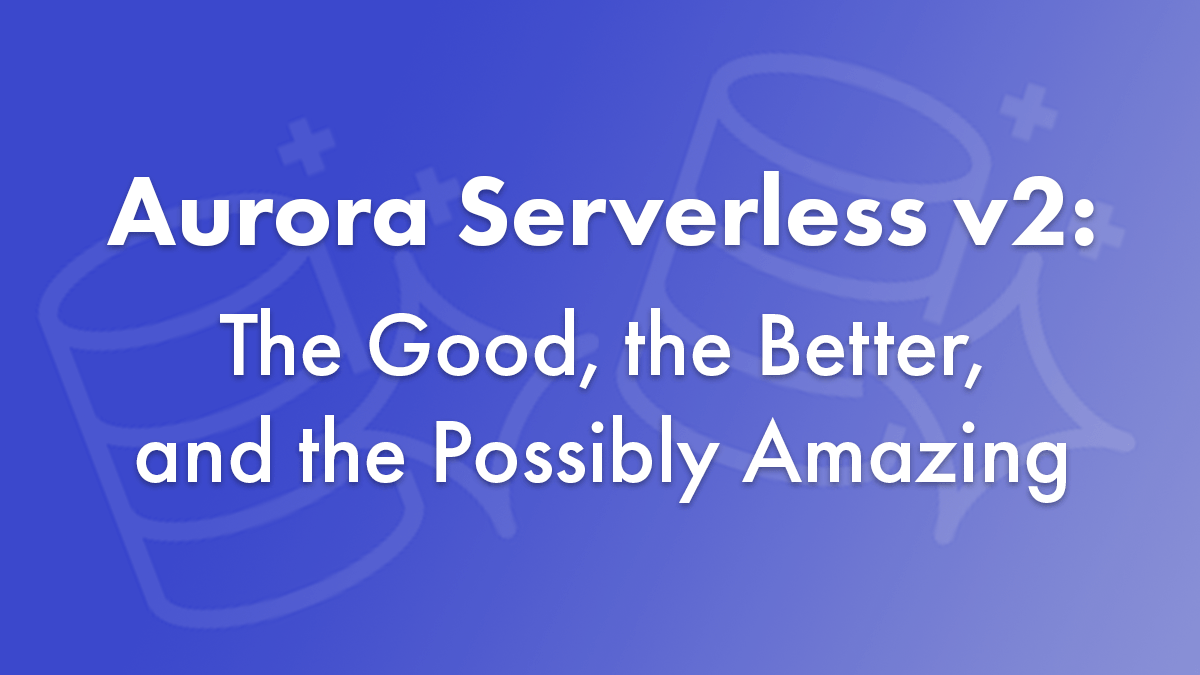 Aurora Serverless v2:
The Good, the Better,
and the Possibly Amazing